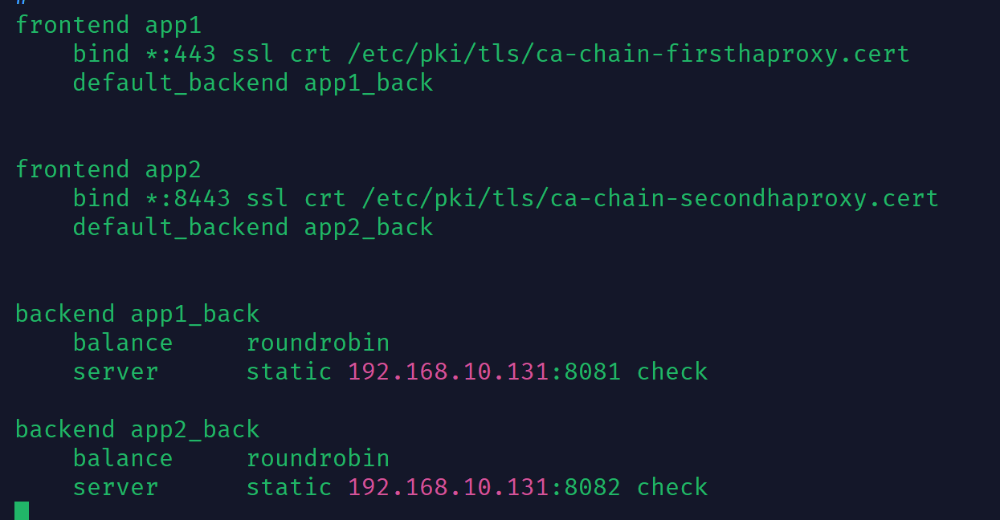 #
frontend app1
    bind *:443 ssl crt /etc/pki/tls/ca-chain-firsthaproxy.cert
    default_backend app1_back
frontend app2
    bind *:8443 ssl crt /etc/pki/tls/ca-chain-secondhaproxy.cert
    default_backend app2_back
backend app1_back
    balance     roundrobin
    server      static 192.168.10.131:8081 check
backend app2_back
    balance     roundrobin
    server      static 192.168.10.131:8082 check